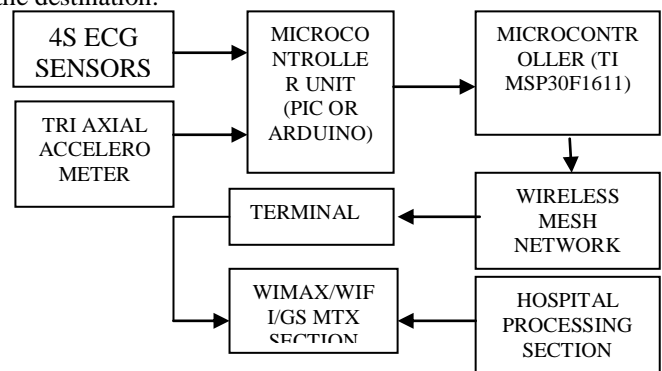 the destination.
4S ECG
SENSORS
MICROCO
NTROLLE
R UNIT
(PIC OR
ARDUINO)
MICROCONTR
OLLER (TI
MSP30F1611)
TRI AXIAL
ACCELERO
METER
TERMINAL
WIRELESS
MESH
NETWORK
WIMAX/WIF
I/GS MTX
SECTION
HOSPITAL
PROCESSING
SECTION